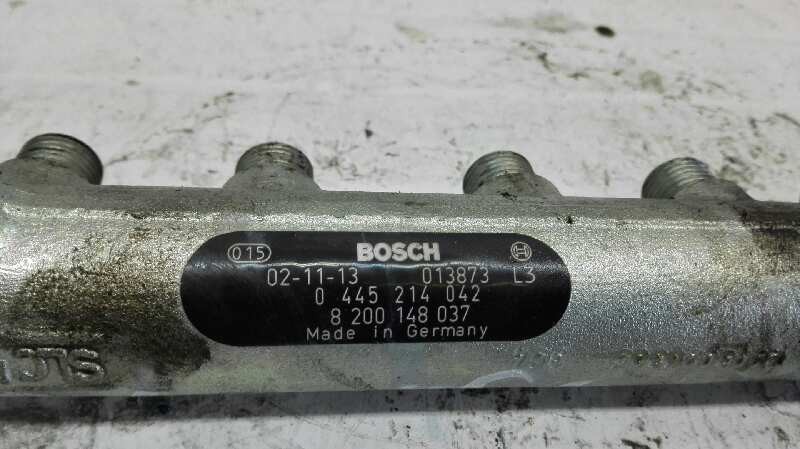 015 BOSCH
02-11-13 013873 L3
0 445 214 042
8 200 148 037
Made in Germany